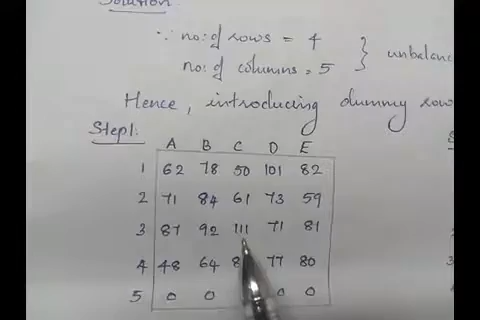 Solution
∵ no: of rows = 4
no: of columns = 5 } unbalanc
Hence, introducing dummy row
Step1:
A B C D E
1 62 78 50 101 82
2 71 84 61 73 59
3 87 92 111 71 81
4 48 64 8 77 80
5 0 0 0 0